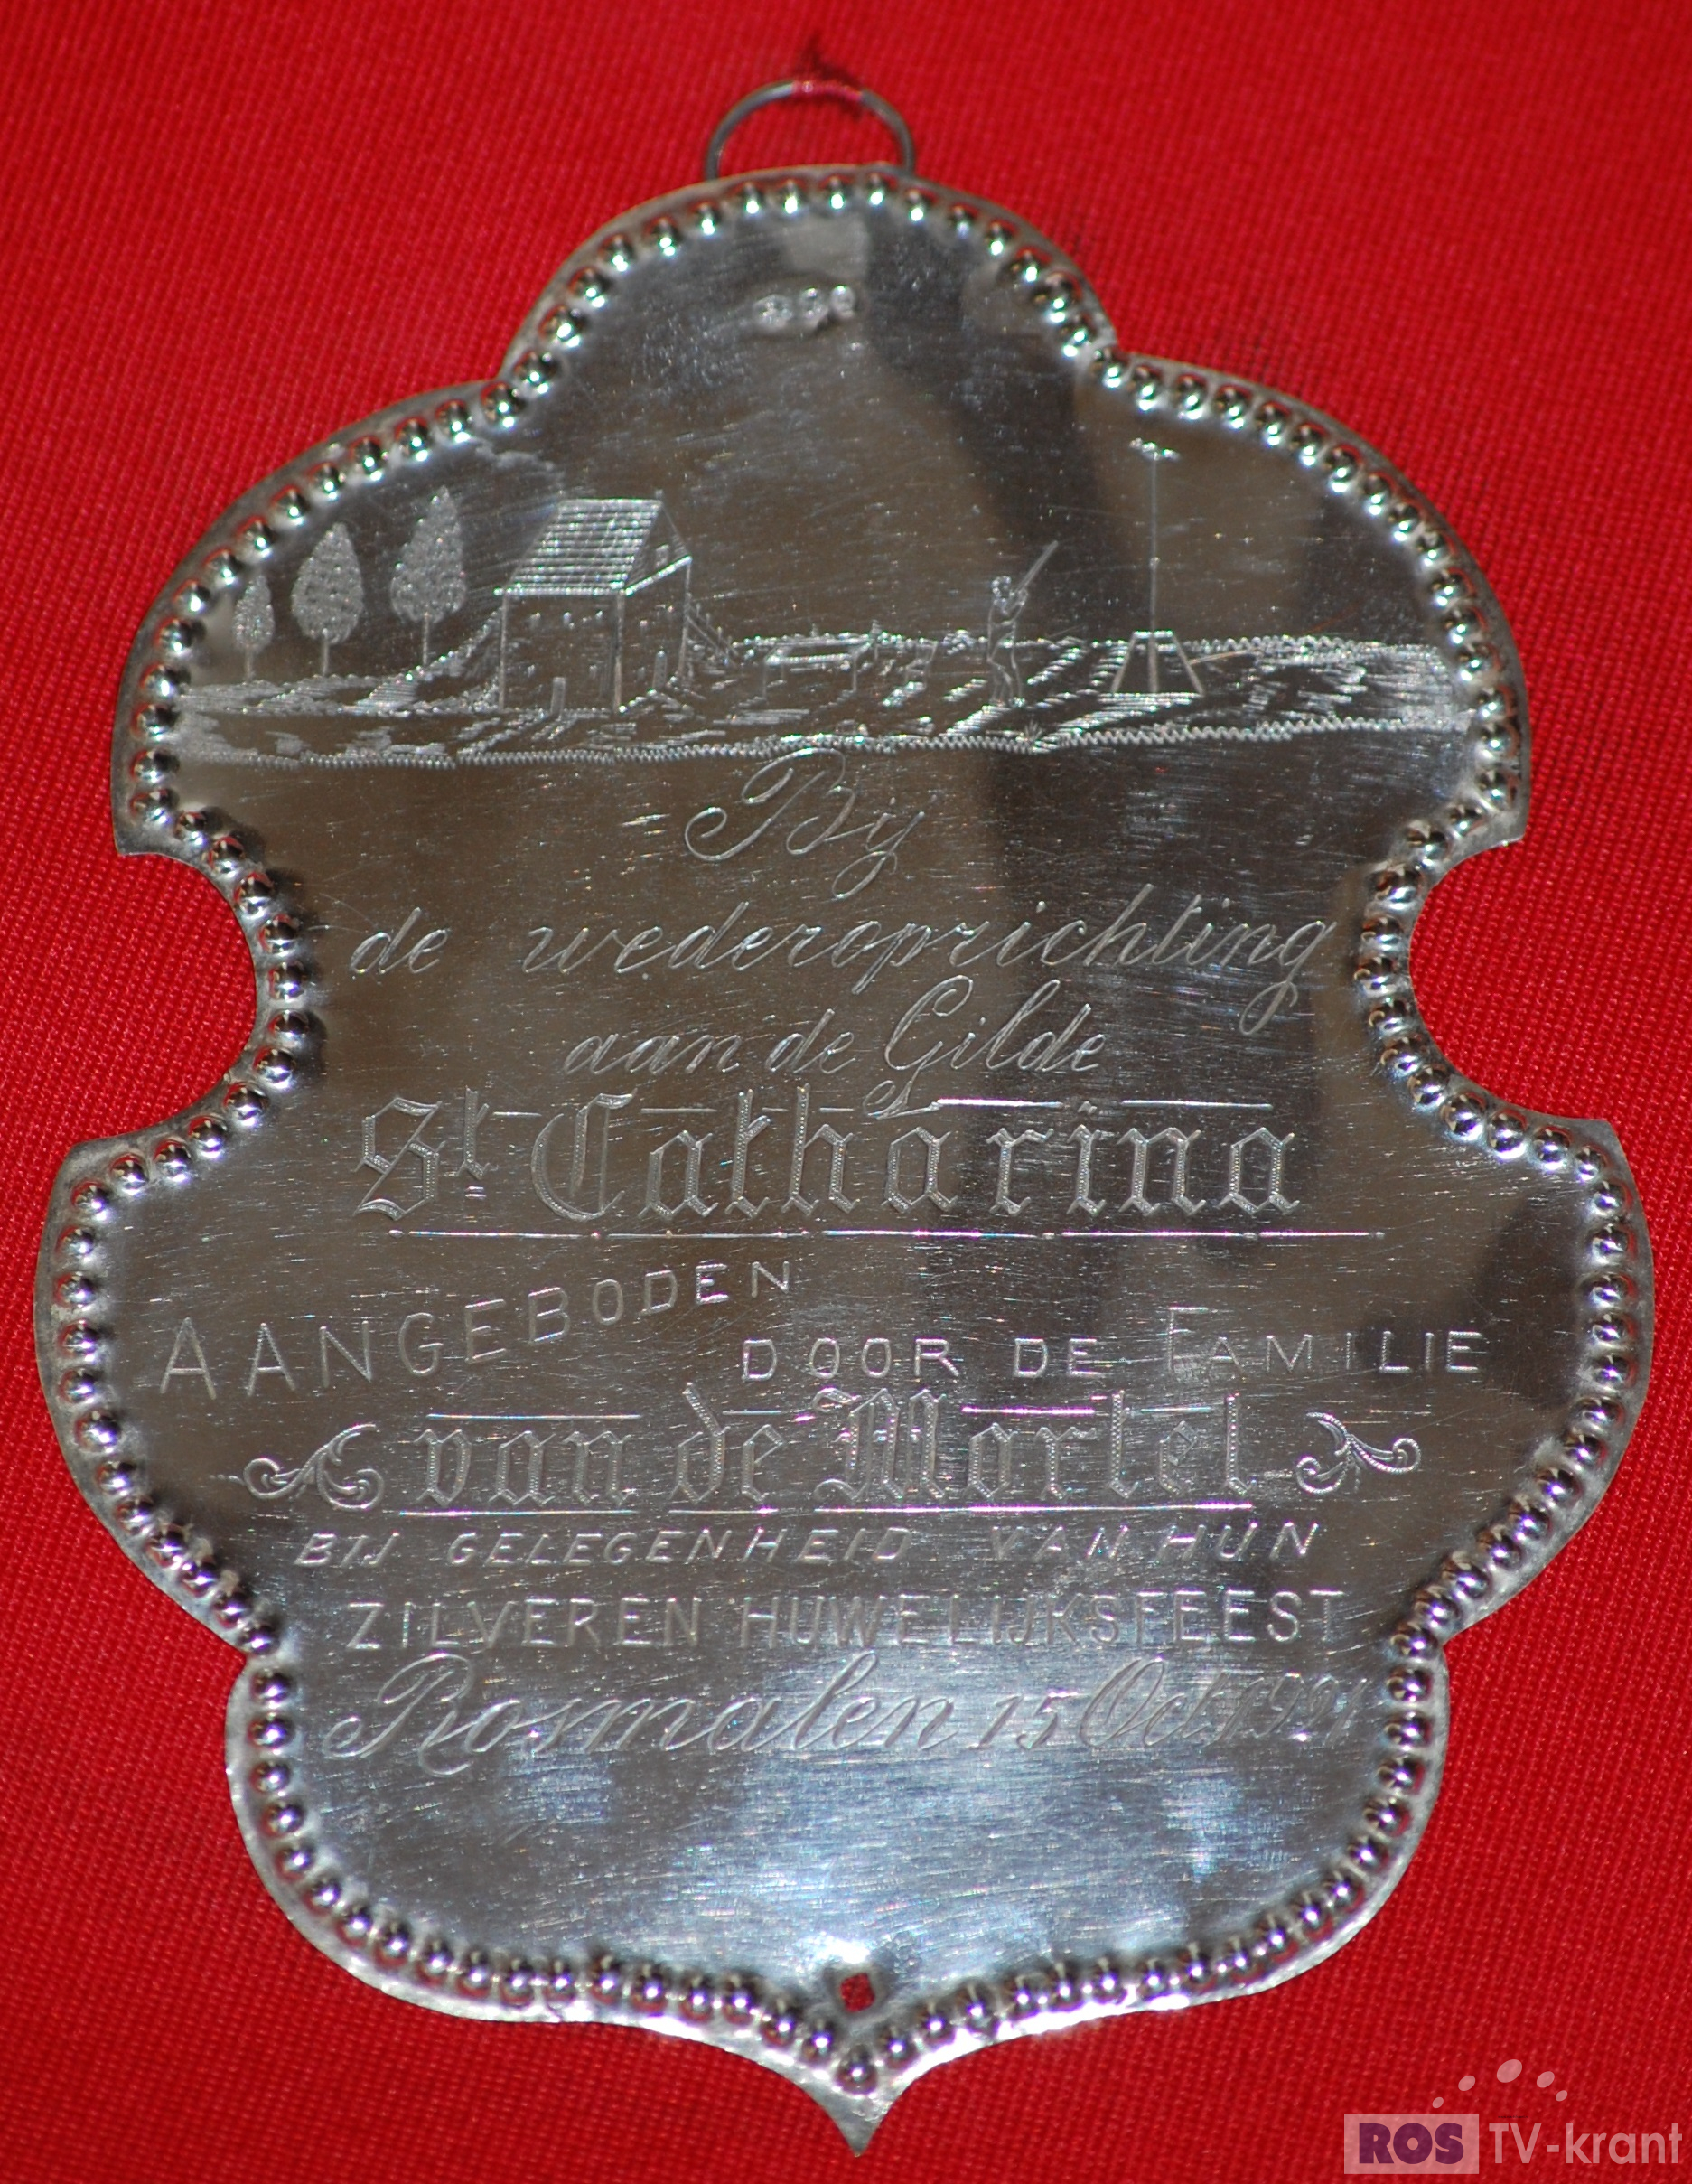 Bij
de wederoprichting
aan de Gilde
St Catharina
AANGEBODEN
DOOR DE FAMILIE
van de Mortel
BIJ GELEGENHEID VAN HUN
ZILVEREN HUWELIJKSFEEST
Rosmalen 15 Oct.
ROS TV-krant